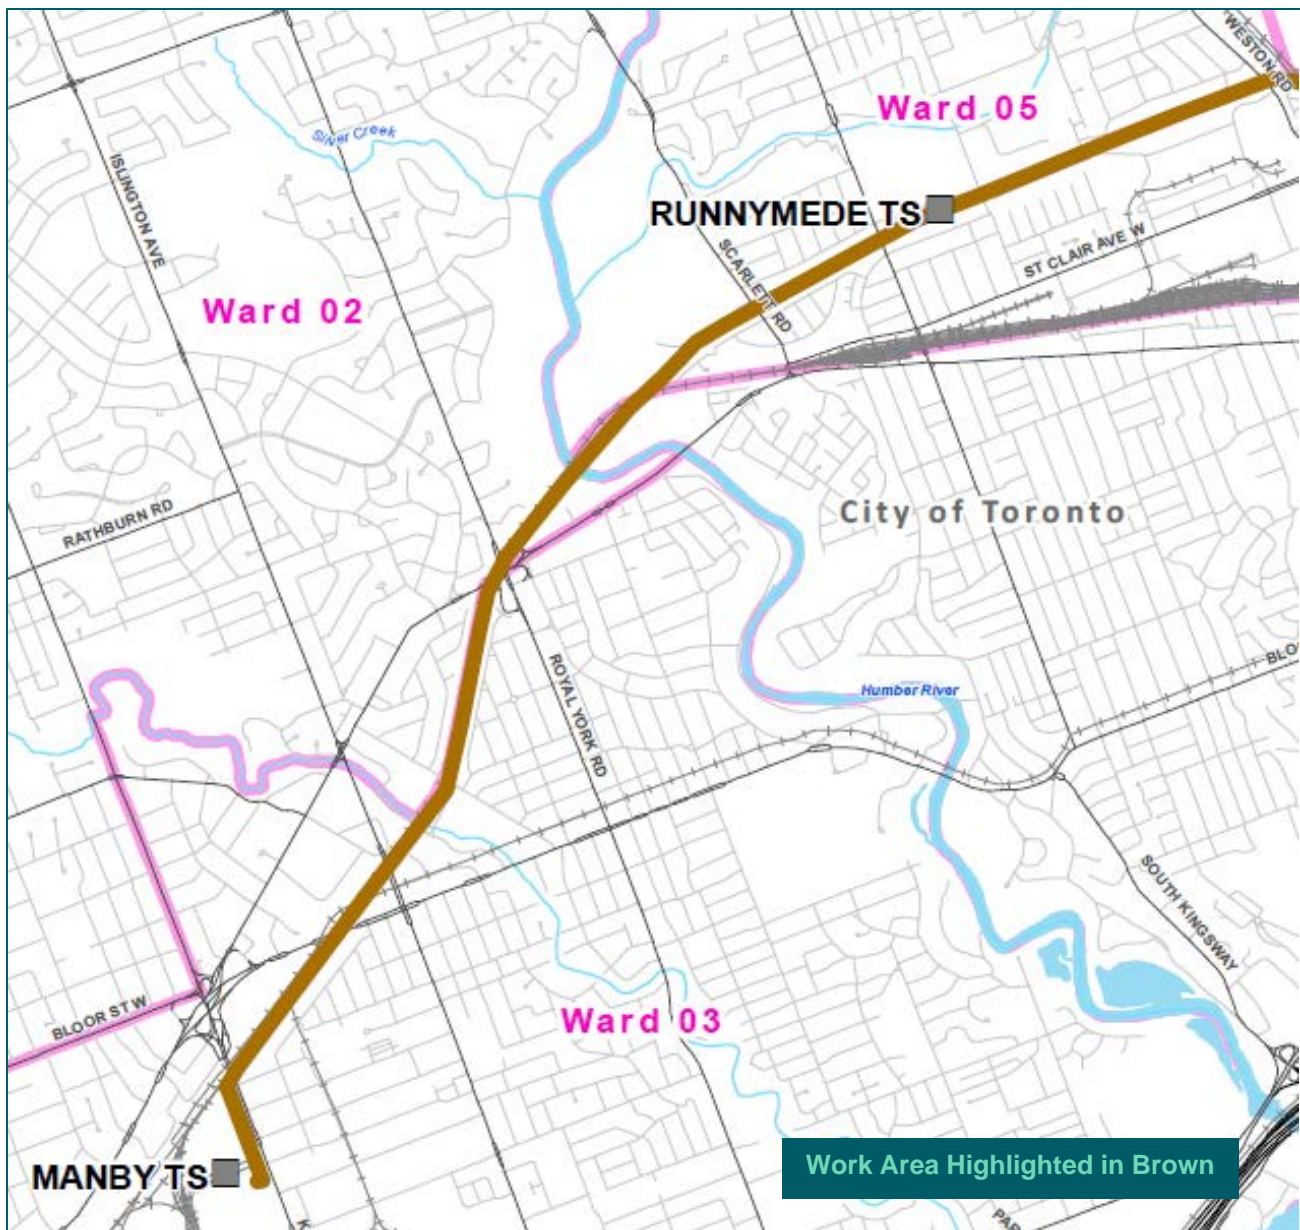 WESTON RD
Ward 05
Silver Creek
ISLINGTON AVE
RUNNYMEDE TS
ST CLAIR AVE W
SCARLETT RD
Ward 02
RATHBURN RD
City of Toronto
BLO
ROYAL YORK RD
Humber River
SOUTH KINGSWAY
BLOOR ST W
Ward 03
MANBY TS
Work Area Highlighted in Brown
K
PAR